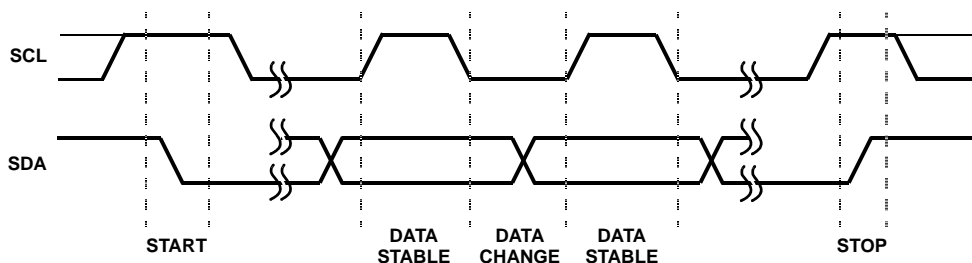 SCL
SDA
START
DATA STABLE
DATA CHANGE
DATA STABLE
STOP